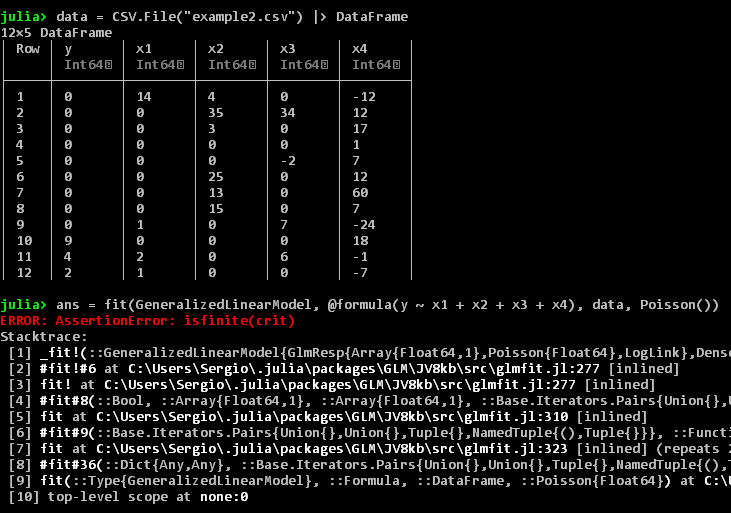 julia> data = CSV.File("example2.csv") |> DataFrame
12×5 DataFrame
Row y x1 x2 x3 x4
Int64 Int64 Int64 Int64 Int64
1 0 14 4 0 -12
2 0 0 35 34 12
3 0 0 3 0 17
4 0 0 0 0 1
5 0 0 0 -2 7
6 0 0 25 0 12
7 0 0 13 0 60
8 0 0 15 0 7
9 0 1 0 7 -24
10 9 0 0 0 18
11 4 2 0 6 -1
12 2 1 0 0 -7
julia> ans = fit(GeneralizedLinearModel, @formula(y ~ x1 + x2 + x3 + x4), data, Poisson())
ERROR: AssertionError: isfinite(crit)
Stacktrace:
[1] _fit!(::GeneralizedLinearModel{GlmResp{Array{Float64,1},Poisson{Float64},LogLink},Dens
[2] #fit!#6 at C:\Users\Sergio\.julia\packages\GLM\JV8kb\src\glmfit.jl:277 [inlined]
[3] fit! at C:\Users\Sergio\.julia\packages\GLM\JV8kb\src\glmfit.jl:277 [inlined]
[4] #fit#8(::Bool, ::Array{Float64,1}, ::Array{Float64,1}, ::Base.Iterators.Pairs{Union{},U
[5] fit at C:\Users\Sergio\.julia\packages\GLM\JV8kb\src\glmfit.jl:310 [inlined]
[6] #fit#9(::Base.Iterators.Pairs{Union{},Union{},Tuple{},NamedTuple{(),Tuple{}}}, ::Functi
[7] fit at C:\Users\Sergio\.julia\packages\GLM\JV8kb\src\glmfit.jl:323 [inlined] (repeats 2
[8] #fit#36(::Dict{Any,Any}, ::Base.Iterators.Pairs{Union{},Union{},Tuple{},NamedTuple{(),T
[9] fit(::Type{GeneralizedLinearModel}, ::Formula, ::DataFrame, ::Poisson{Float64}) at C:\U
[10] top-level scope at none:0